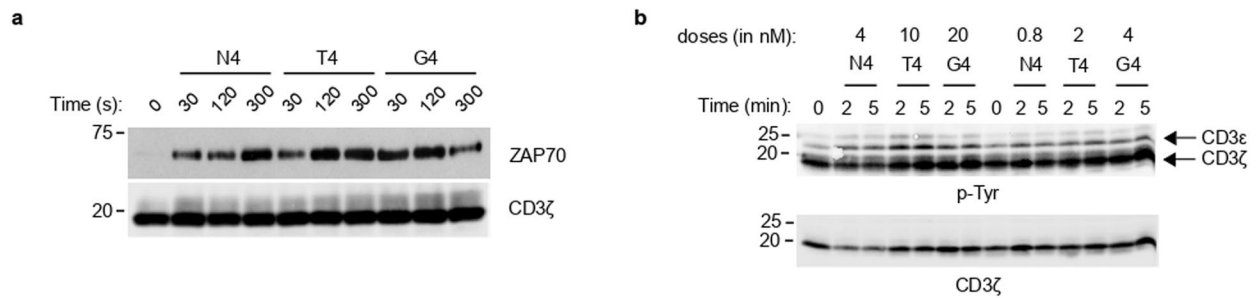 a
N4 T4 G4
Time (s): 0 30 120 300 30 120 300 30 120 300
75 -
ZAP70
20 -
CD3ζ
b
doses (in nM): 4 10 20 0.8 2 4
N4 T4 G4 N4 T4 G4
Time (min): 0 2 5 2 5 2 5 0 2 5 2 5 2 5
25 -
CD3ε
20 -
CD3ζ
p-Tyr
25 -
20 -
CD3ζ